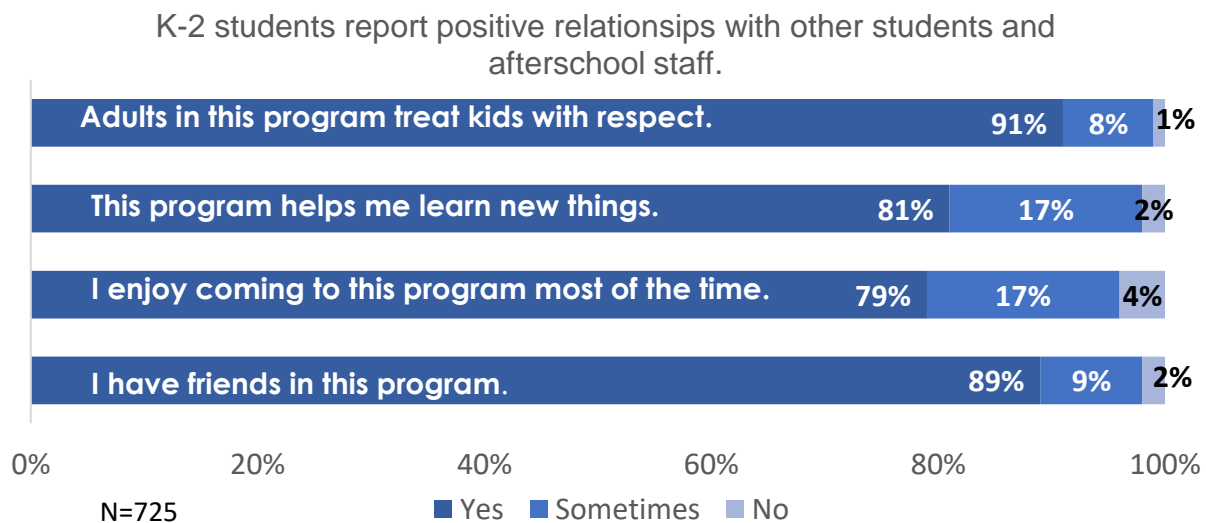 K-2 students report positive relationsips with other students and
afterschool staff.
Adults in this program treat kids with respect. 91% 8% 1%
This program helps me learn new things. 81% 17% 2%
I enjoy coming to this program most of the time. 79% 17% 4%
I have friends in this program. 89% 9% 2%
0% 20% 40% 60% 80% 100%
N=725 Yes Sometimes No